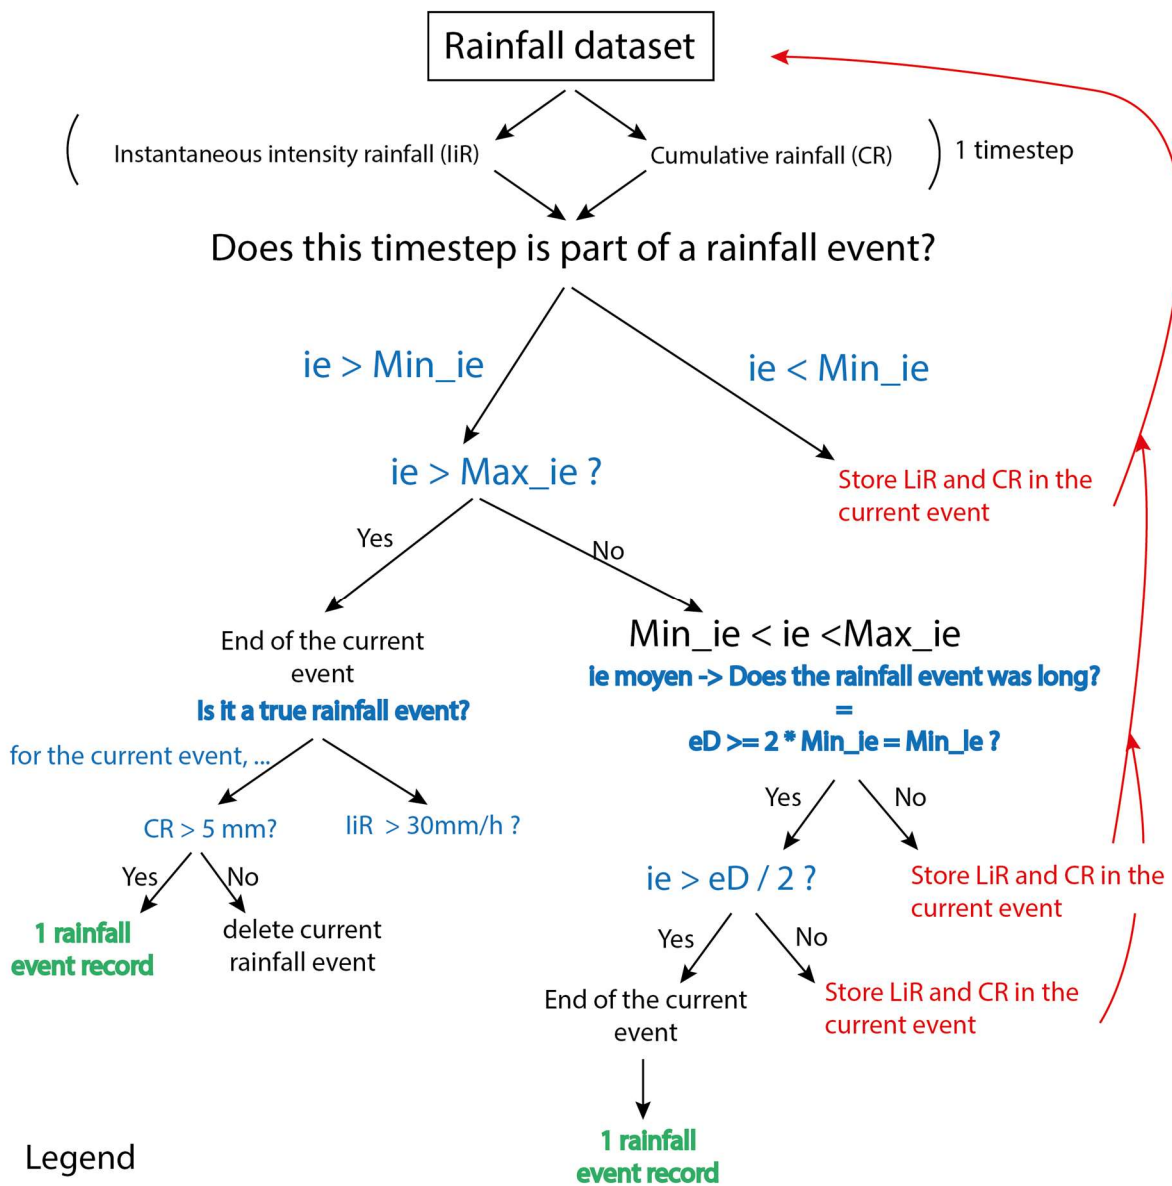 Rainfall dataset
Instantaneous intensity rainfall (IiR)
Cumulative rainfall (CR)
1 timestep
Does this timestep is part of a rainfall event?
ie > Min_ie
ie < Min_ie
ie > Max_ie ?
Store LiR and CR in the
current event
Yes
No
End of the current
event
Is it a true rainfall event?
for the current event, ...
CR > 5 mm?
IiR > 30mm/h ?
Yes
No
1 rainfall
event record
delete current
rainfall event
Min_ie < ie <Max_ie
ie moyen -> Does the rainfall event was long?
=
eD >= 2 * Min_ie = Min_le ?
Yes
No
ie > eD / 2 ?
Store LiR and CR in the
current event
Yes
No
End of the current
event
Store LiR and CR in the
current event
1 rainfall
event record
Legend